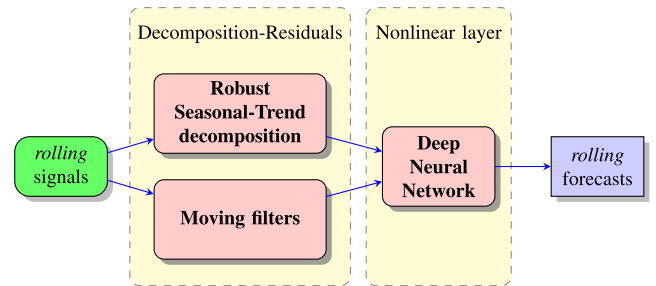 Decomposition-Residuals
Nonlinear layer
Robust
Seasonal-Trend
decomposition
rolling
signals
Moving filters
Deep
Neural
Network
rolling
forecasts